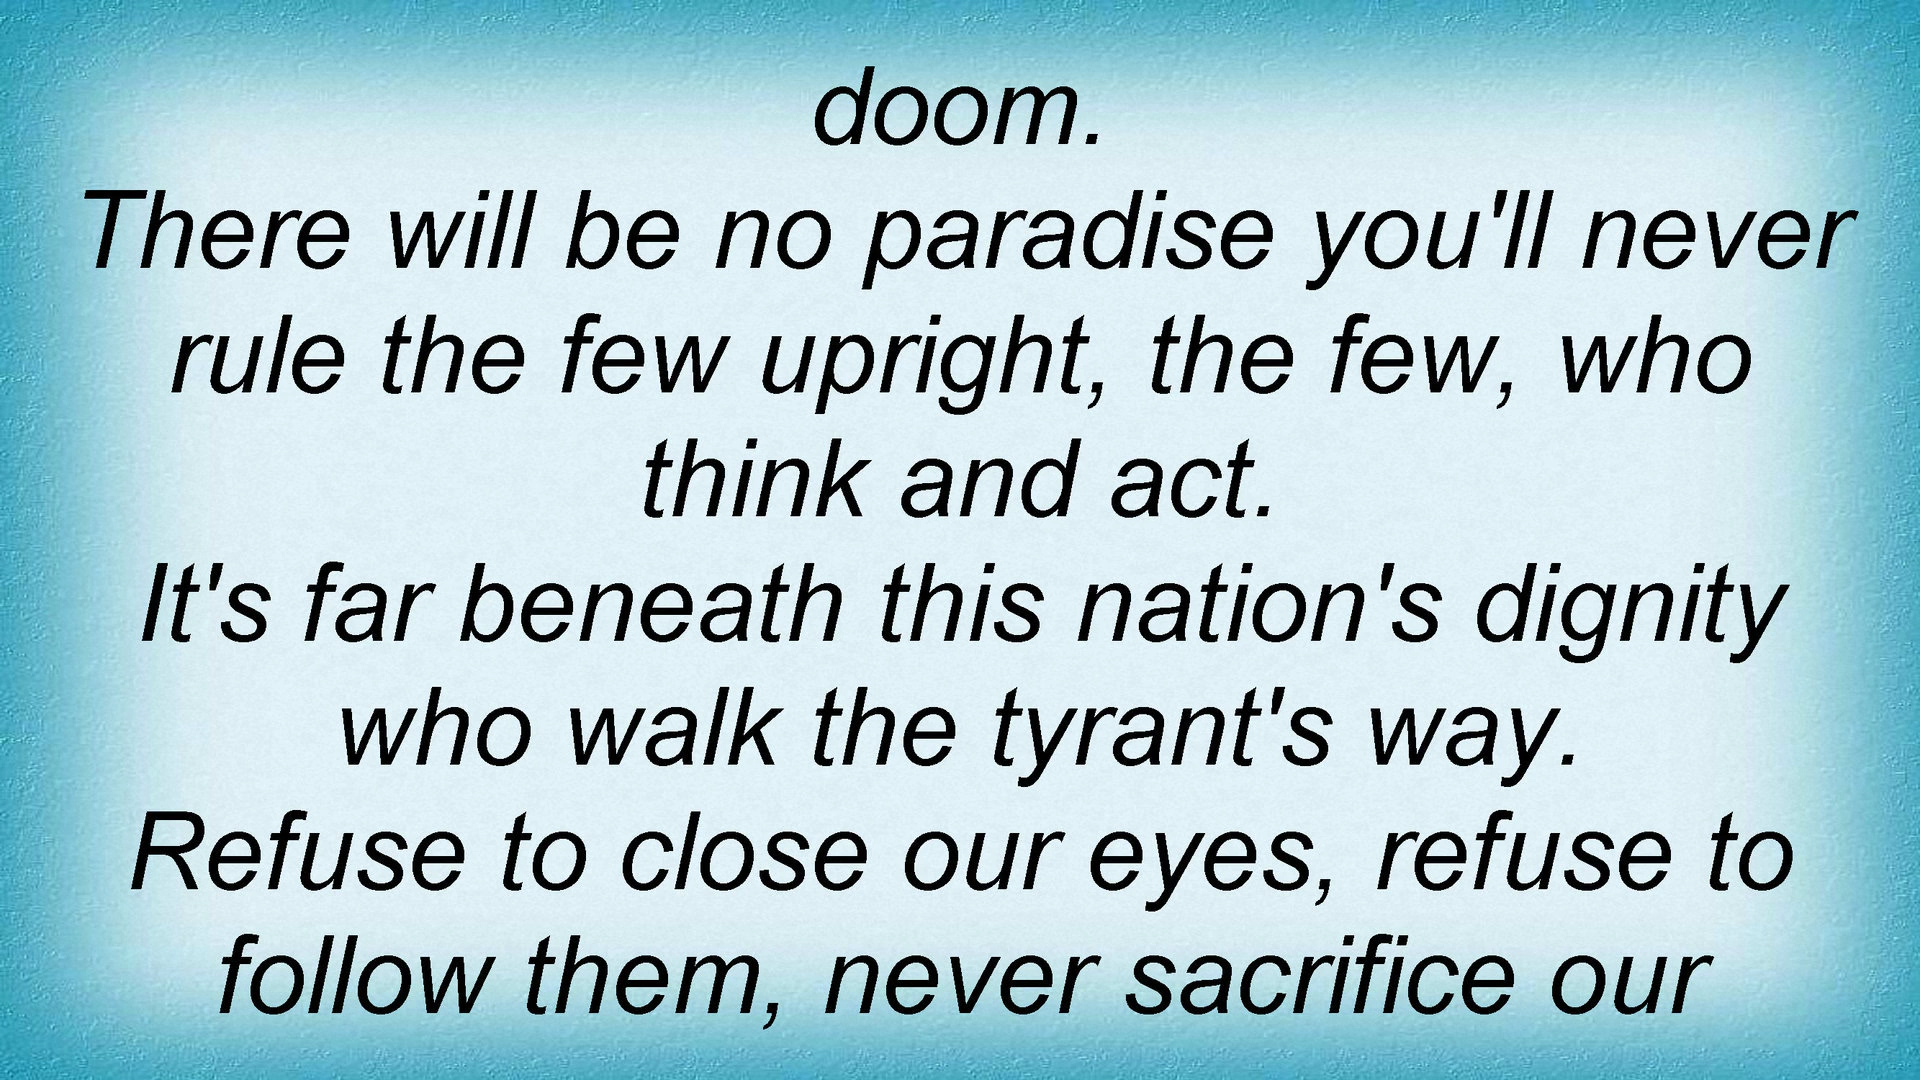 doom.
There will be no paradise you'll never
rule the few upright, the few, who
think and act.
It's far beneath this nation's dignity
who walk the tyrant's way.
Refuse to close our eyes, refuse to
follow them, never sacrifice our